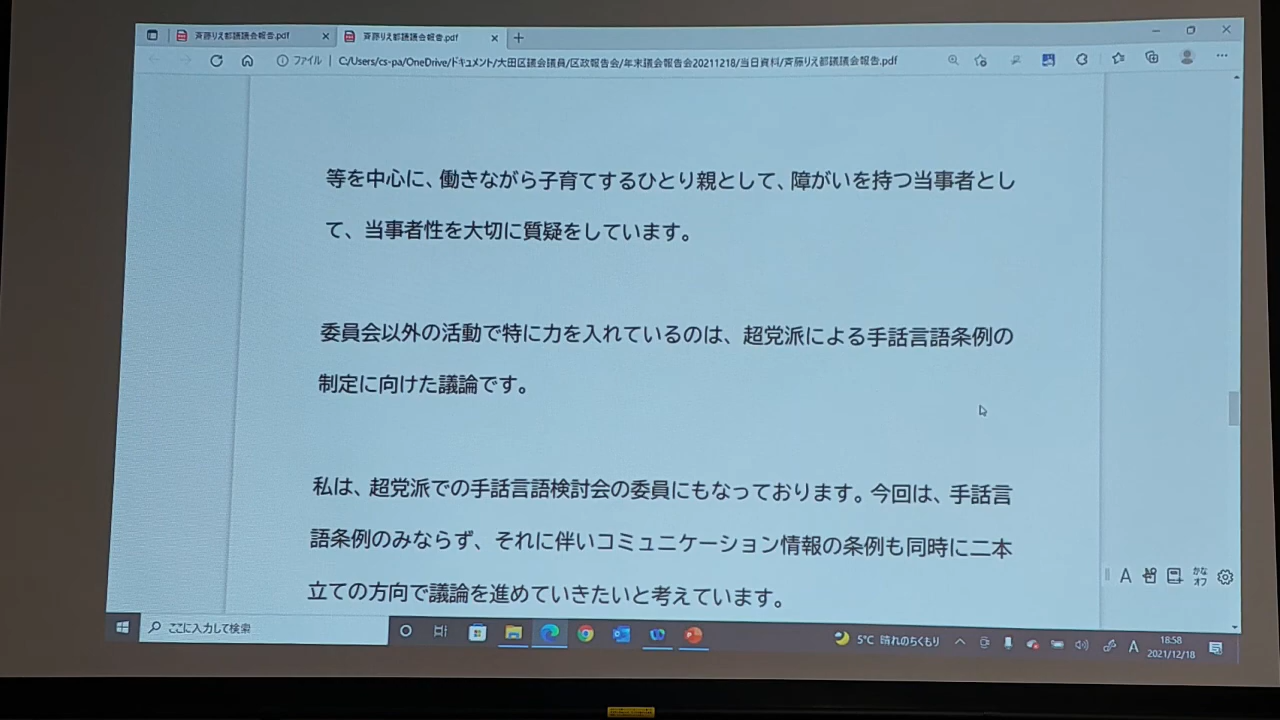 斉藤りえ都議議会報告.pdf
斉藤りえ都議議会報告.pdf
ファイル
C:/Users/cs-pa/OneDrive/ドキュメント/大田区議会議員/区政報告会/年末議会報告会20211218/当日資料/斉藤りえ都議議会報告.pdf
等を中心に、働きながら子育てするひとり親として、障がいを持つ当事者とし
て、当事者性を大切に質疑をしています。
委員会以外の活動で特に力を入れているのは、超党派による手話言語条例の
制定に向けた議論です。
私は、超党派での手話言語検討会の委員にもなっております。今回は、手話言
語条例のみならず、それに伴いコミュニケーション情報の条例も同時に二本
立ての方向で議論を進めていきたいと考えています。
A
かな
ここに入力して検索
5°C 晴れのちくもり
A
18:58
2021/12/18